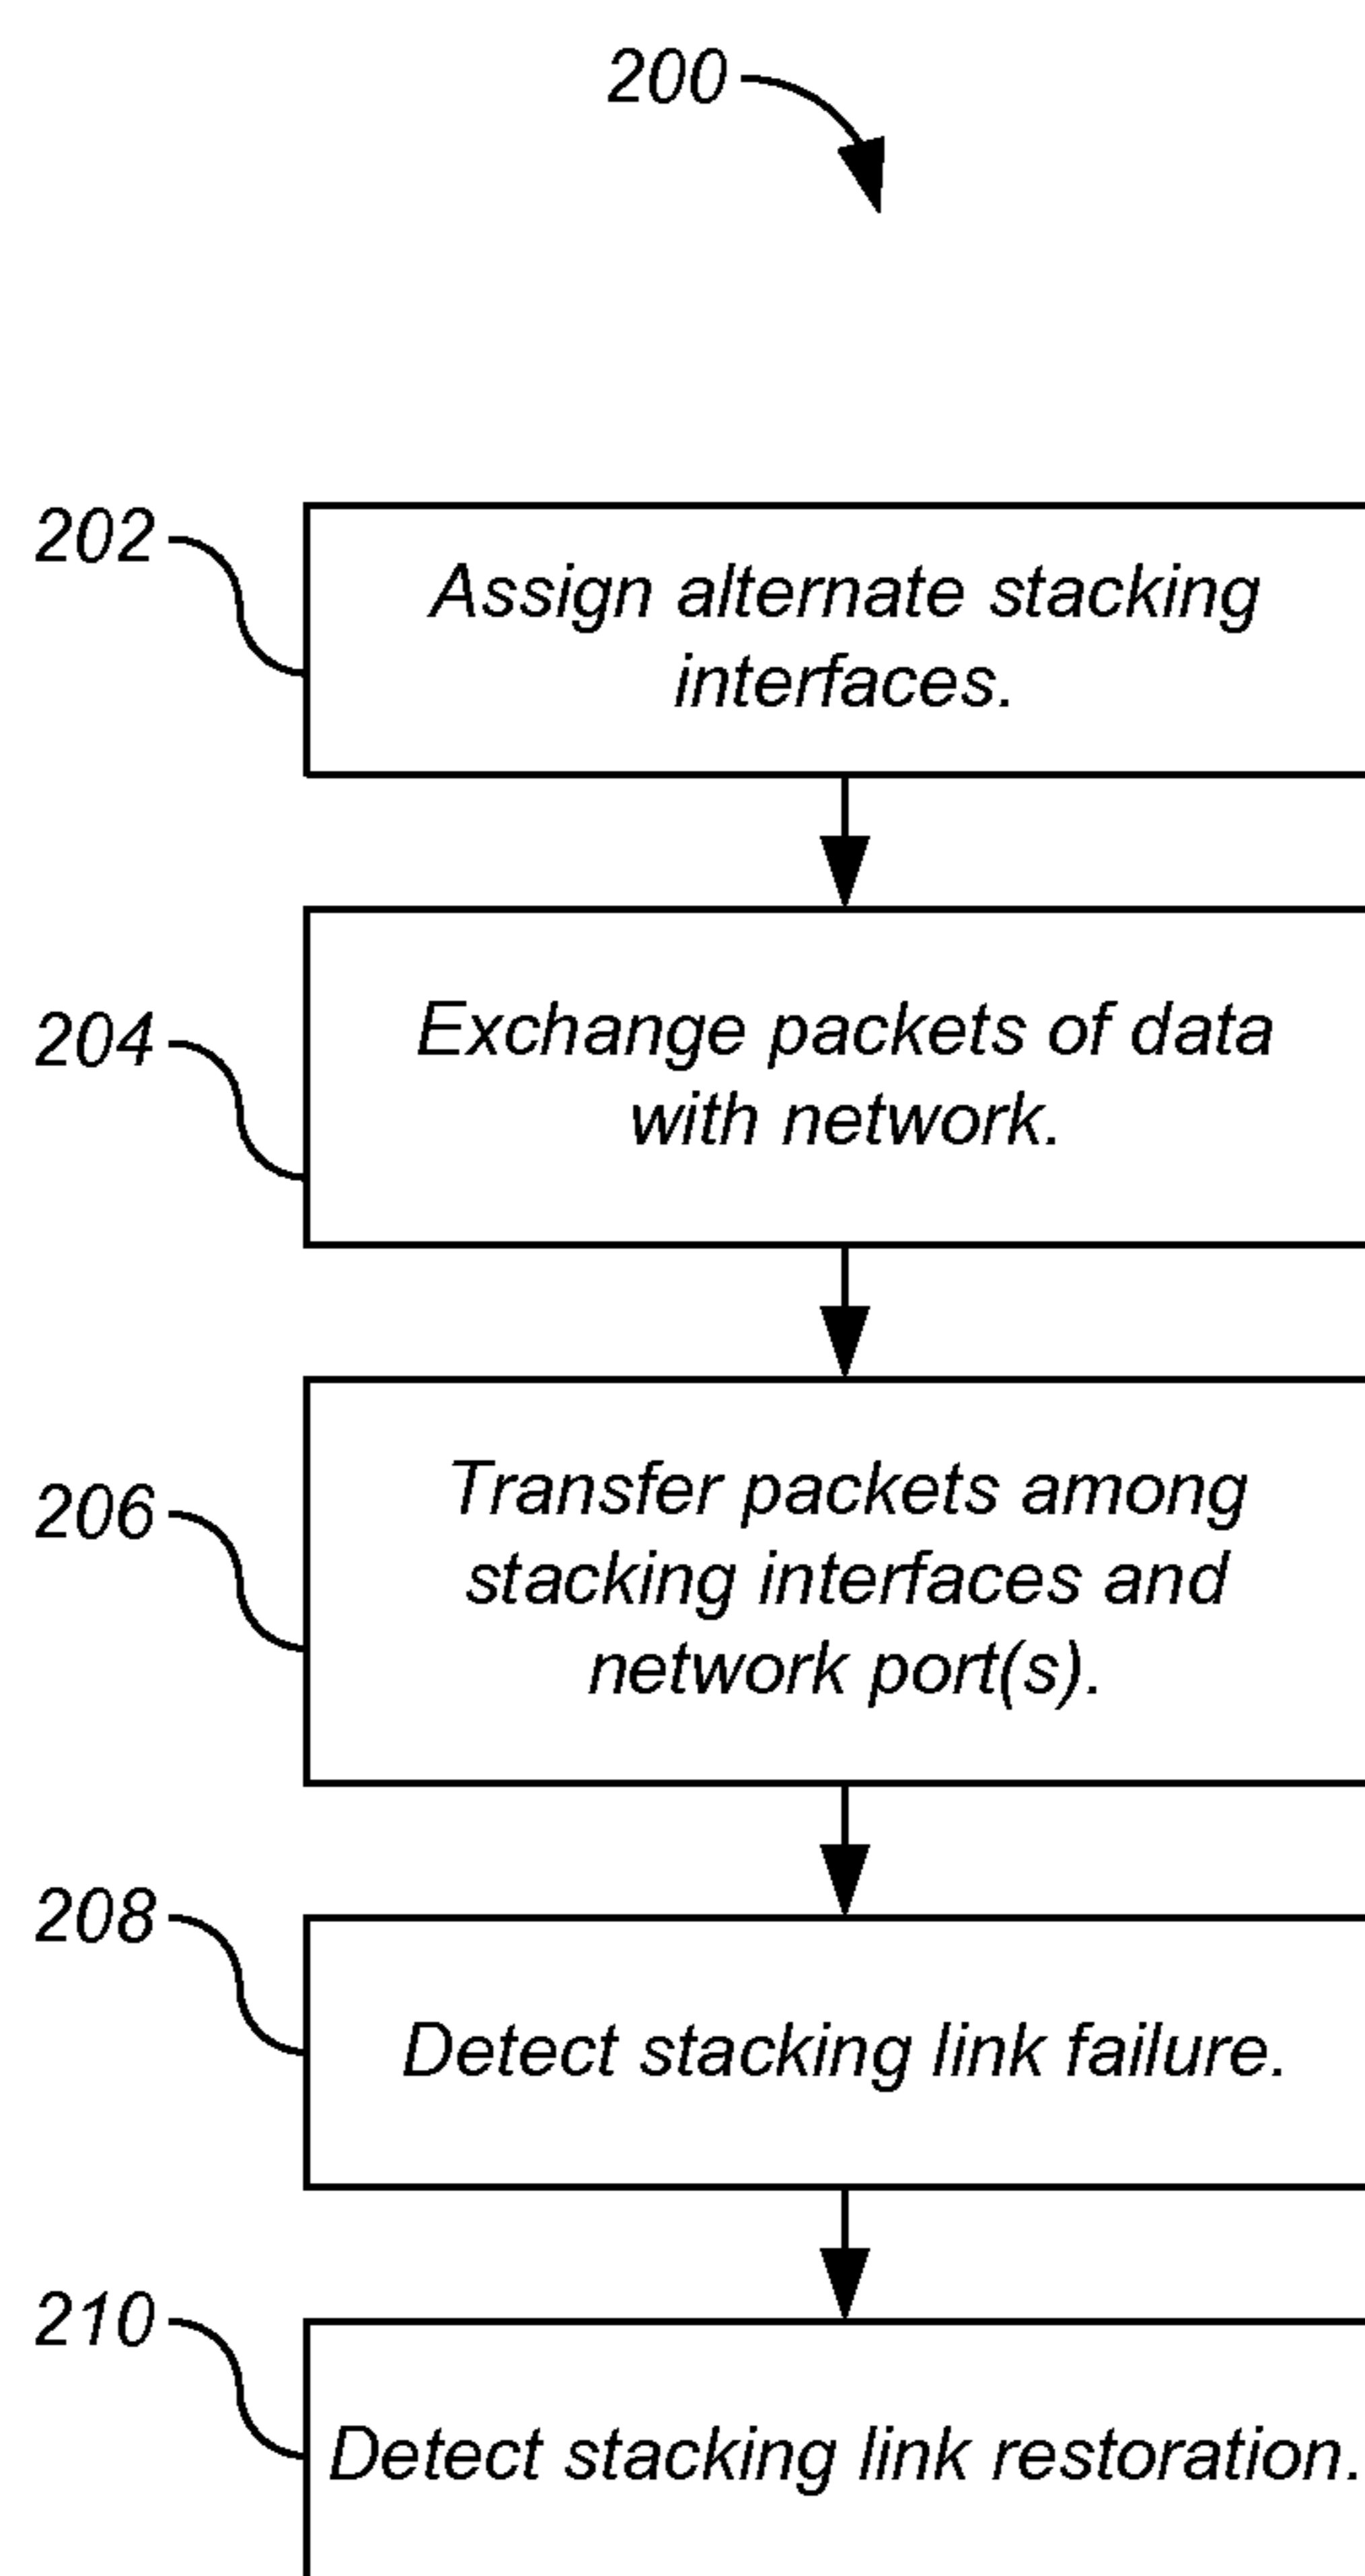 200
202
Assign alternate stacking
interfaces.
204
Exchange packets of data
with network.
206
Transfer packets among
stacking interfaces and
network port(s).
208
Detect stacking link failure.
210
Detect stacking link restoration.